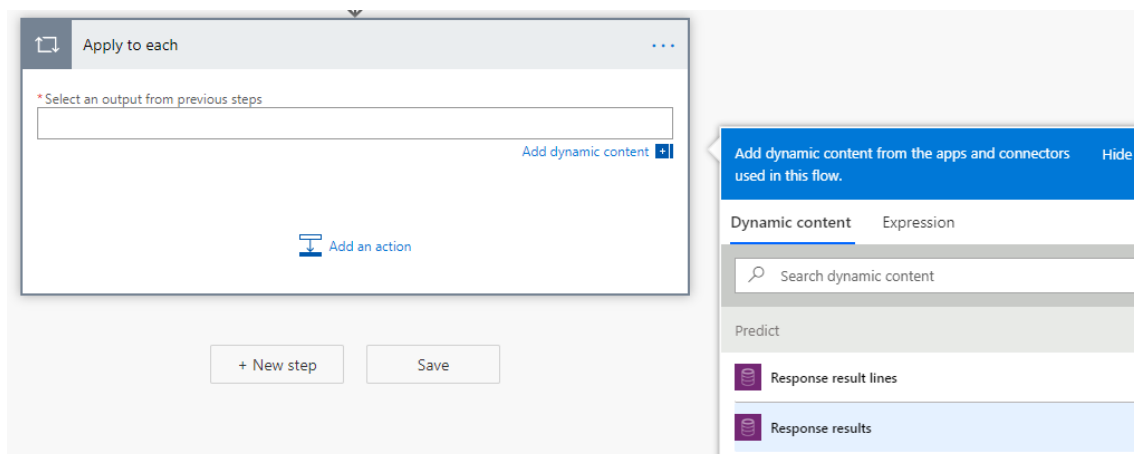 Apply to each
...
* Select an output from previous steps
Add dynamic content
Add an action
+ New step
Save
Add dynamic content from the apps and connectors
used in this flow.
Hide
Dynamic content
Expression
Search dynamic content
Predict
Response result lines
Response results